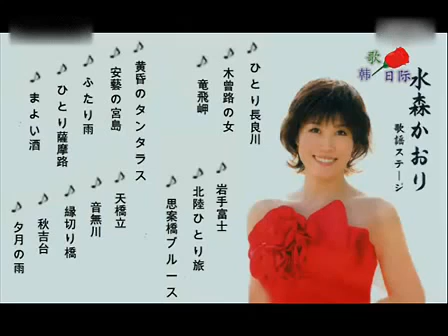 水森かおり
歌謡ステージ
歌
韩日际
ひとり長良川
木曽路の女
竜飛岬
黄昏のタンタラス
安藝の宮島
ふたり雨
ひとり薩摩路
まよい酒
岩手富士
北陸ひとり旅
思案橋ブルース
天橋立
音無川
縁切り橋
秋吉台
夕月の雨